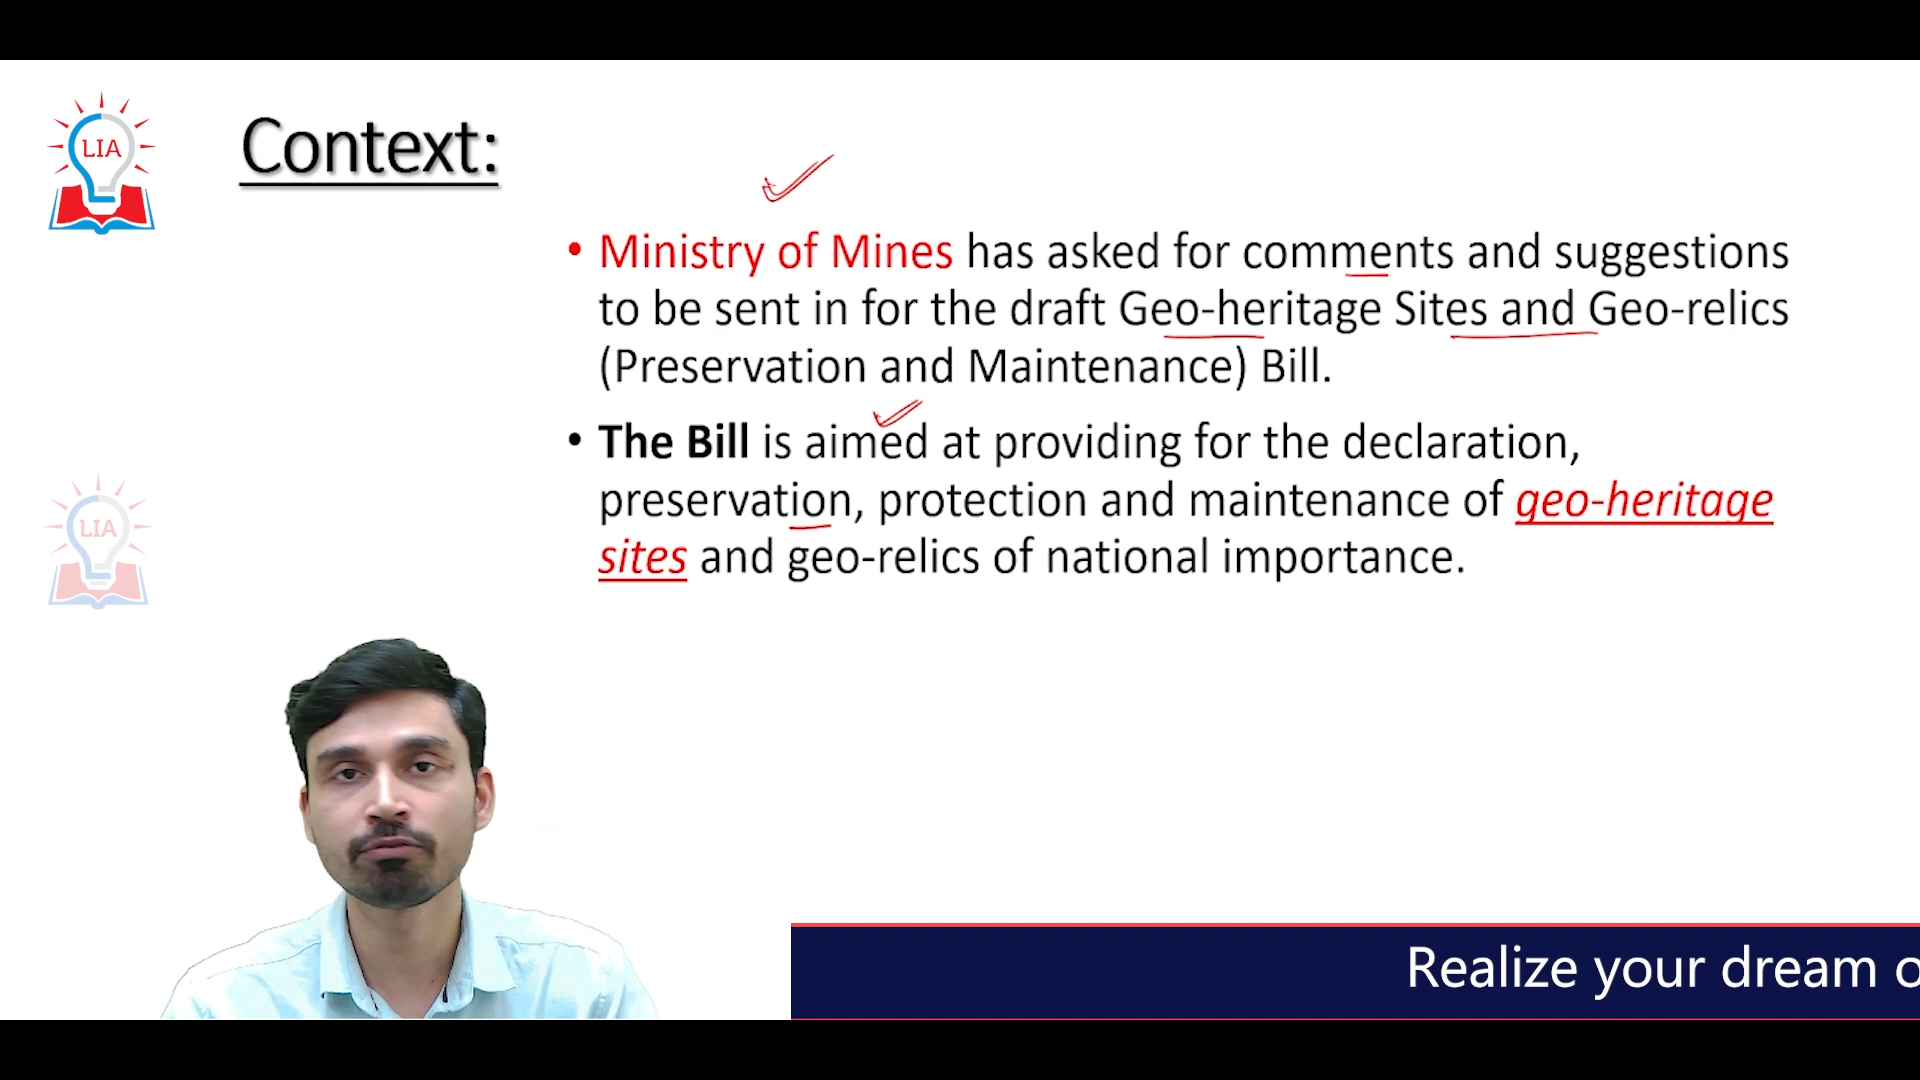 LIA
Context:
• Ministry of Mines has asked for comments and suggestions
to be sent in for the draft Geo-heritage Sites and Geo-relics
(Preservation and Maintenance) Bill.
• The Bill is aimed at providing for the declaration,
preservation, protection and maintenance of geo-heritage
sites and geo-relics of national importance.
LIA
Realize your dream o